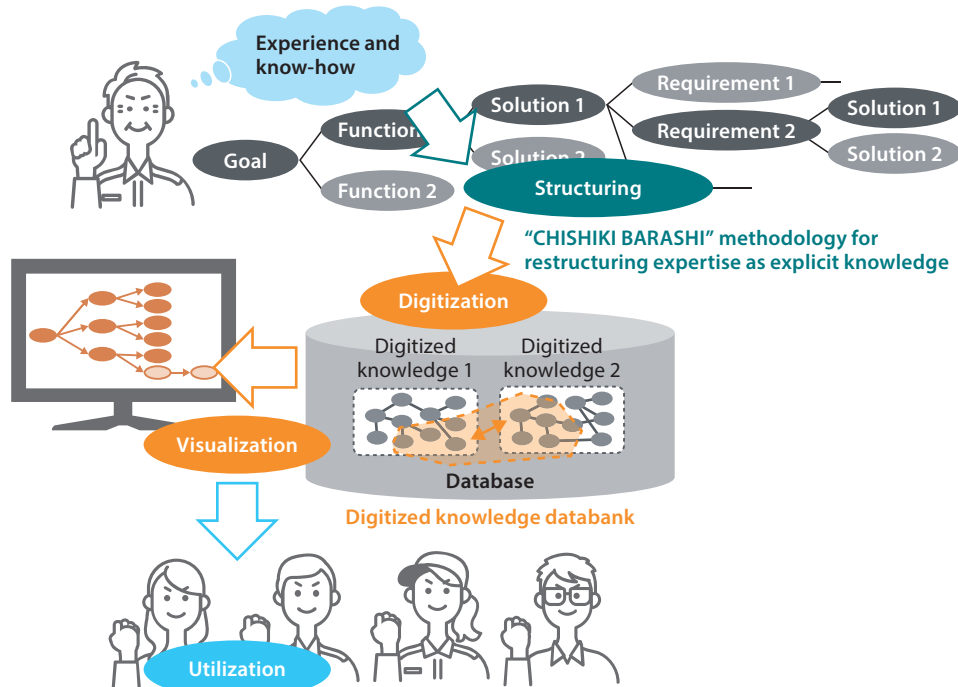 Experience and
know-how
Goal
Function
Function 2
Solution 1
Solution 2
Requirement 1
Requirement 2
Solution 1
Solution 2
Structuring
“CHISHIKI BARASHI” methodology for
restructuring expertise as explicit knowledge
Digitization
Digitized
knowledge 1
Digitized
knowledge 2
Database
Digitized knowledge databank
Visualization
Utilization